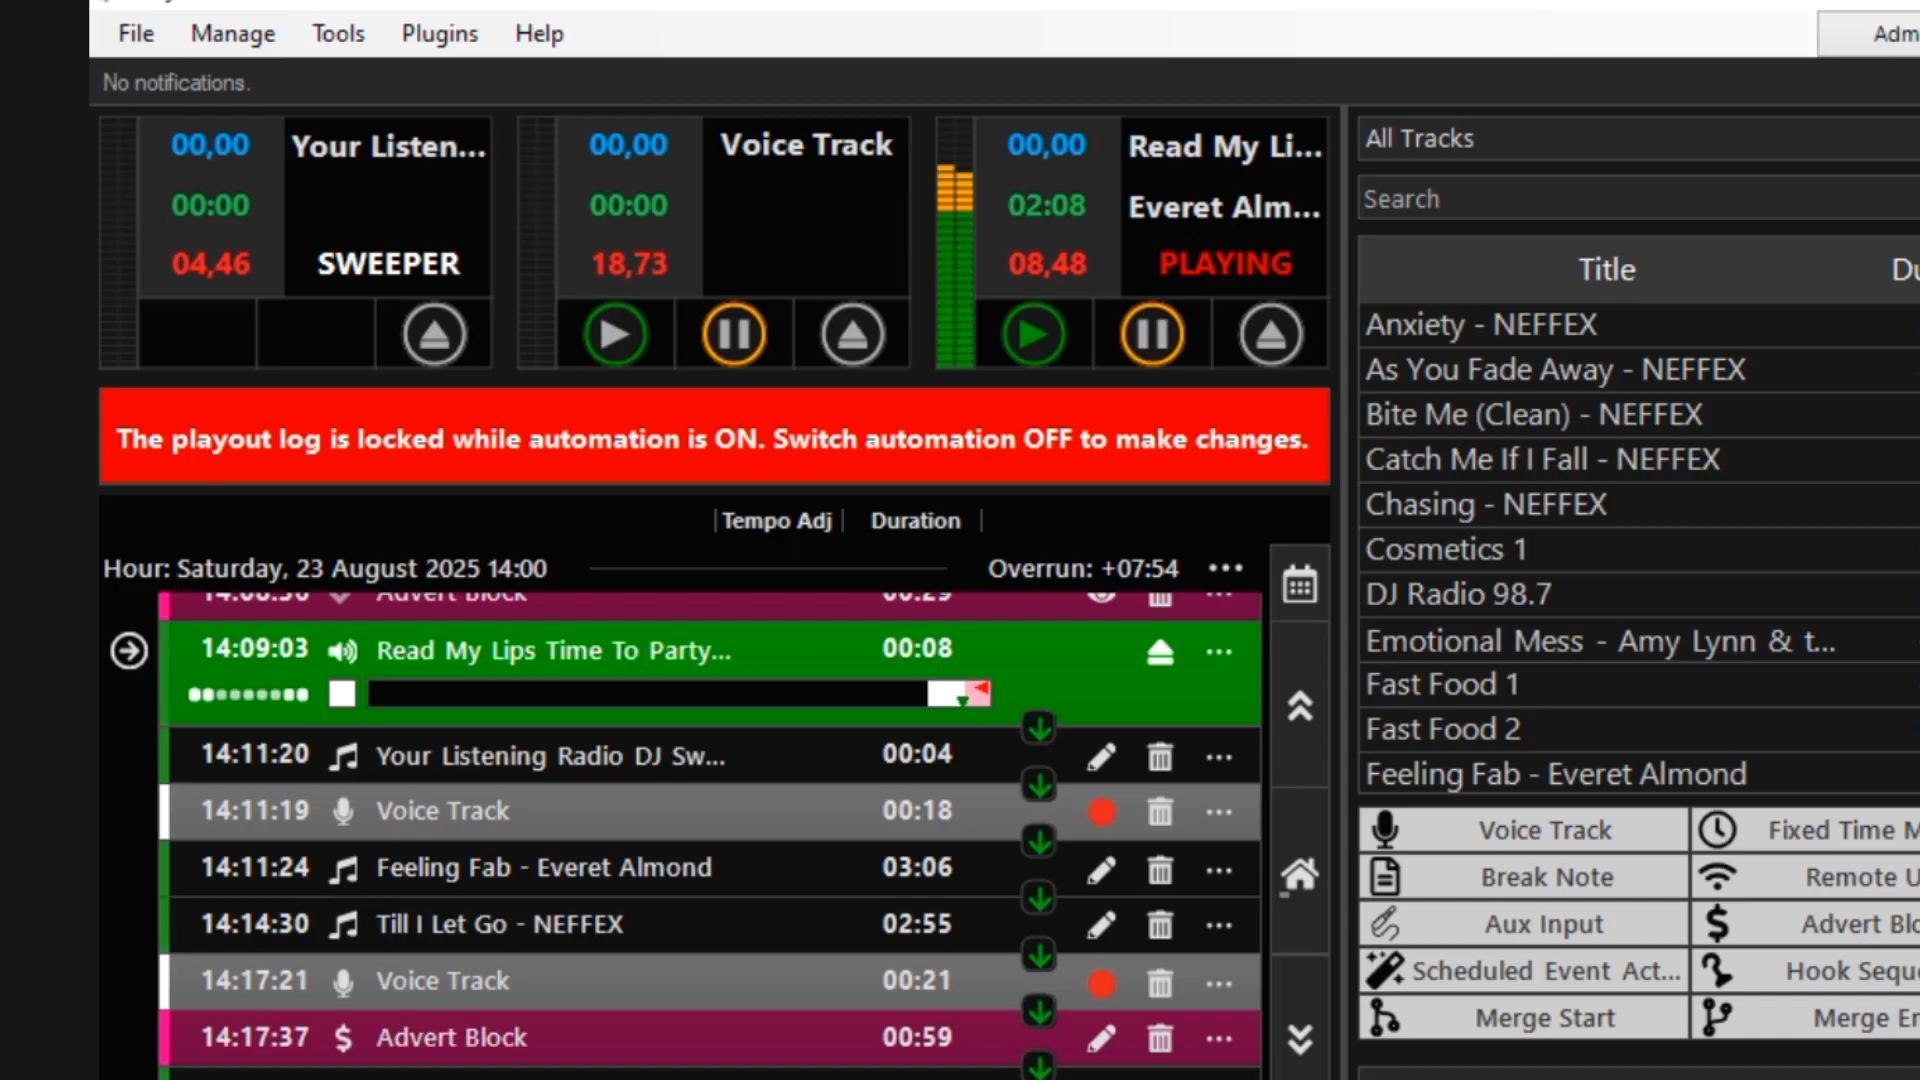 File Manage Tools Plugins Help
Adm
No notifications.
00,00 Your Listen...
00:00
04,46 SWEEPER
00,00 Voice Track
00:00
18,73
00,00 Read My Li...
02:08 Everet Alm...
08,48 PLAYING
The playout log is locked while automation is ON. Switch automation OFF to make changes.
Tempo Adj Duration
Hour: Saturday, 23 August 2025 14:00 Overrun: +07:54 •••
Advert Block 00:29
14:09:03 Read My Lips Time To Party... 00:08
14:11:20 Your Listening Radio DJ Sw... 00:04
14:11:19 Voice Track 00:18
14:11:24 Feeling Fab - Everet Almond 03:06
14:14:30 Till I Let Go - NEFFEX 02:55
14:17:21 Voice Track 00:21
14:17:37 $ Advert Block 00:59
All Tracks
Search
Title Du
Anxiety - NEFFEX
As You Fade Away - NEFFEX
Bite Me (Clean) - NEFFEX
Catch Me If I Fall - NEFFEX
Chasing - NEFFEX
Cosmetics 1
DJ Radio 98.7
Emotional Mess - Amy Lynn & t...
Fast Food 1
Fast Food 2
Feeling Fab - Everet Almond
Voice Track Fixed Time M
Break Note Remote U
Aux Input $ Advert Blo
Scheduled Event Act... Hook Seque
Merge Start Merge En